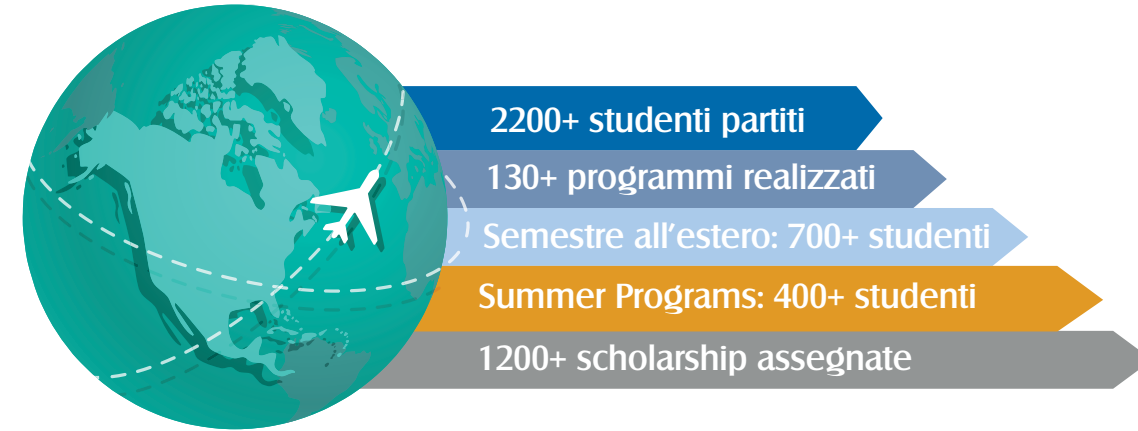 2200+ studenti partiti
130+ programmi realizzati
Semestre all'estero: 700+ studenti
Summer Programs: 400+ studenti
1200+ scholarship assegnate